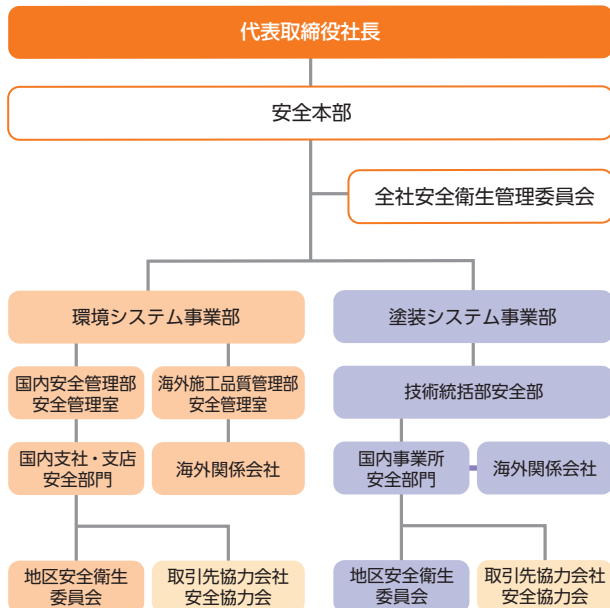 代表取締役社長
安全本部
全社安全衛生管理委員会
環境システム事業部
塗装システム事業部
国内安全管理部
安全管理室
海外施工品質管理部
安全管理室
技術統括部安全部
国内支社・支店
安全部門
海外関係会社
国内事業所
安全部門
海外関係会社
地区安全衛生
委員会
取引先協力会社
安全協力会
地区安全衛生
委員会
取引先協力会社
安全協力会